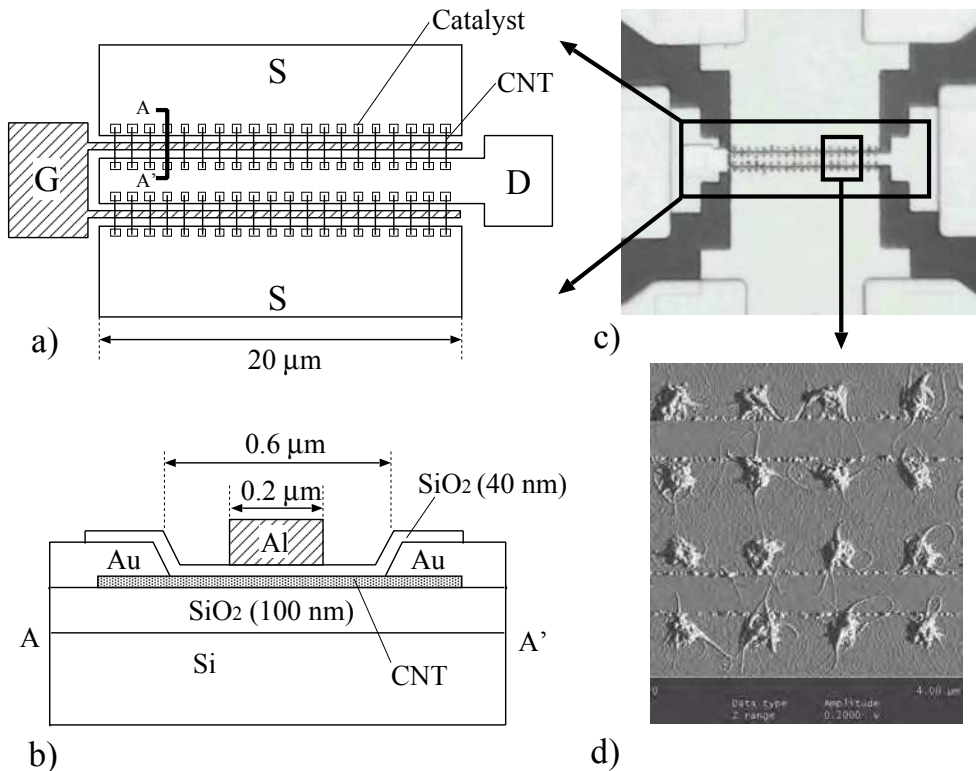 a)
Catalyst
CNT
S
A
A'
G
D
S
20 μm
b)
0.6 μm
0.2 μm
SiO2 (40 nm)
Al
Au
Au
SiO2 (100 nm)
A
A'
Si
CNT
c)
d)
0
4.00 μm
Data type
Amplitude
Z range
0.2000 v